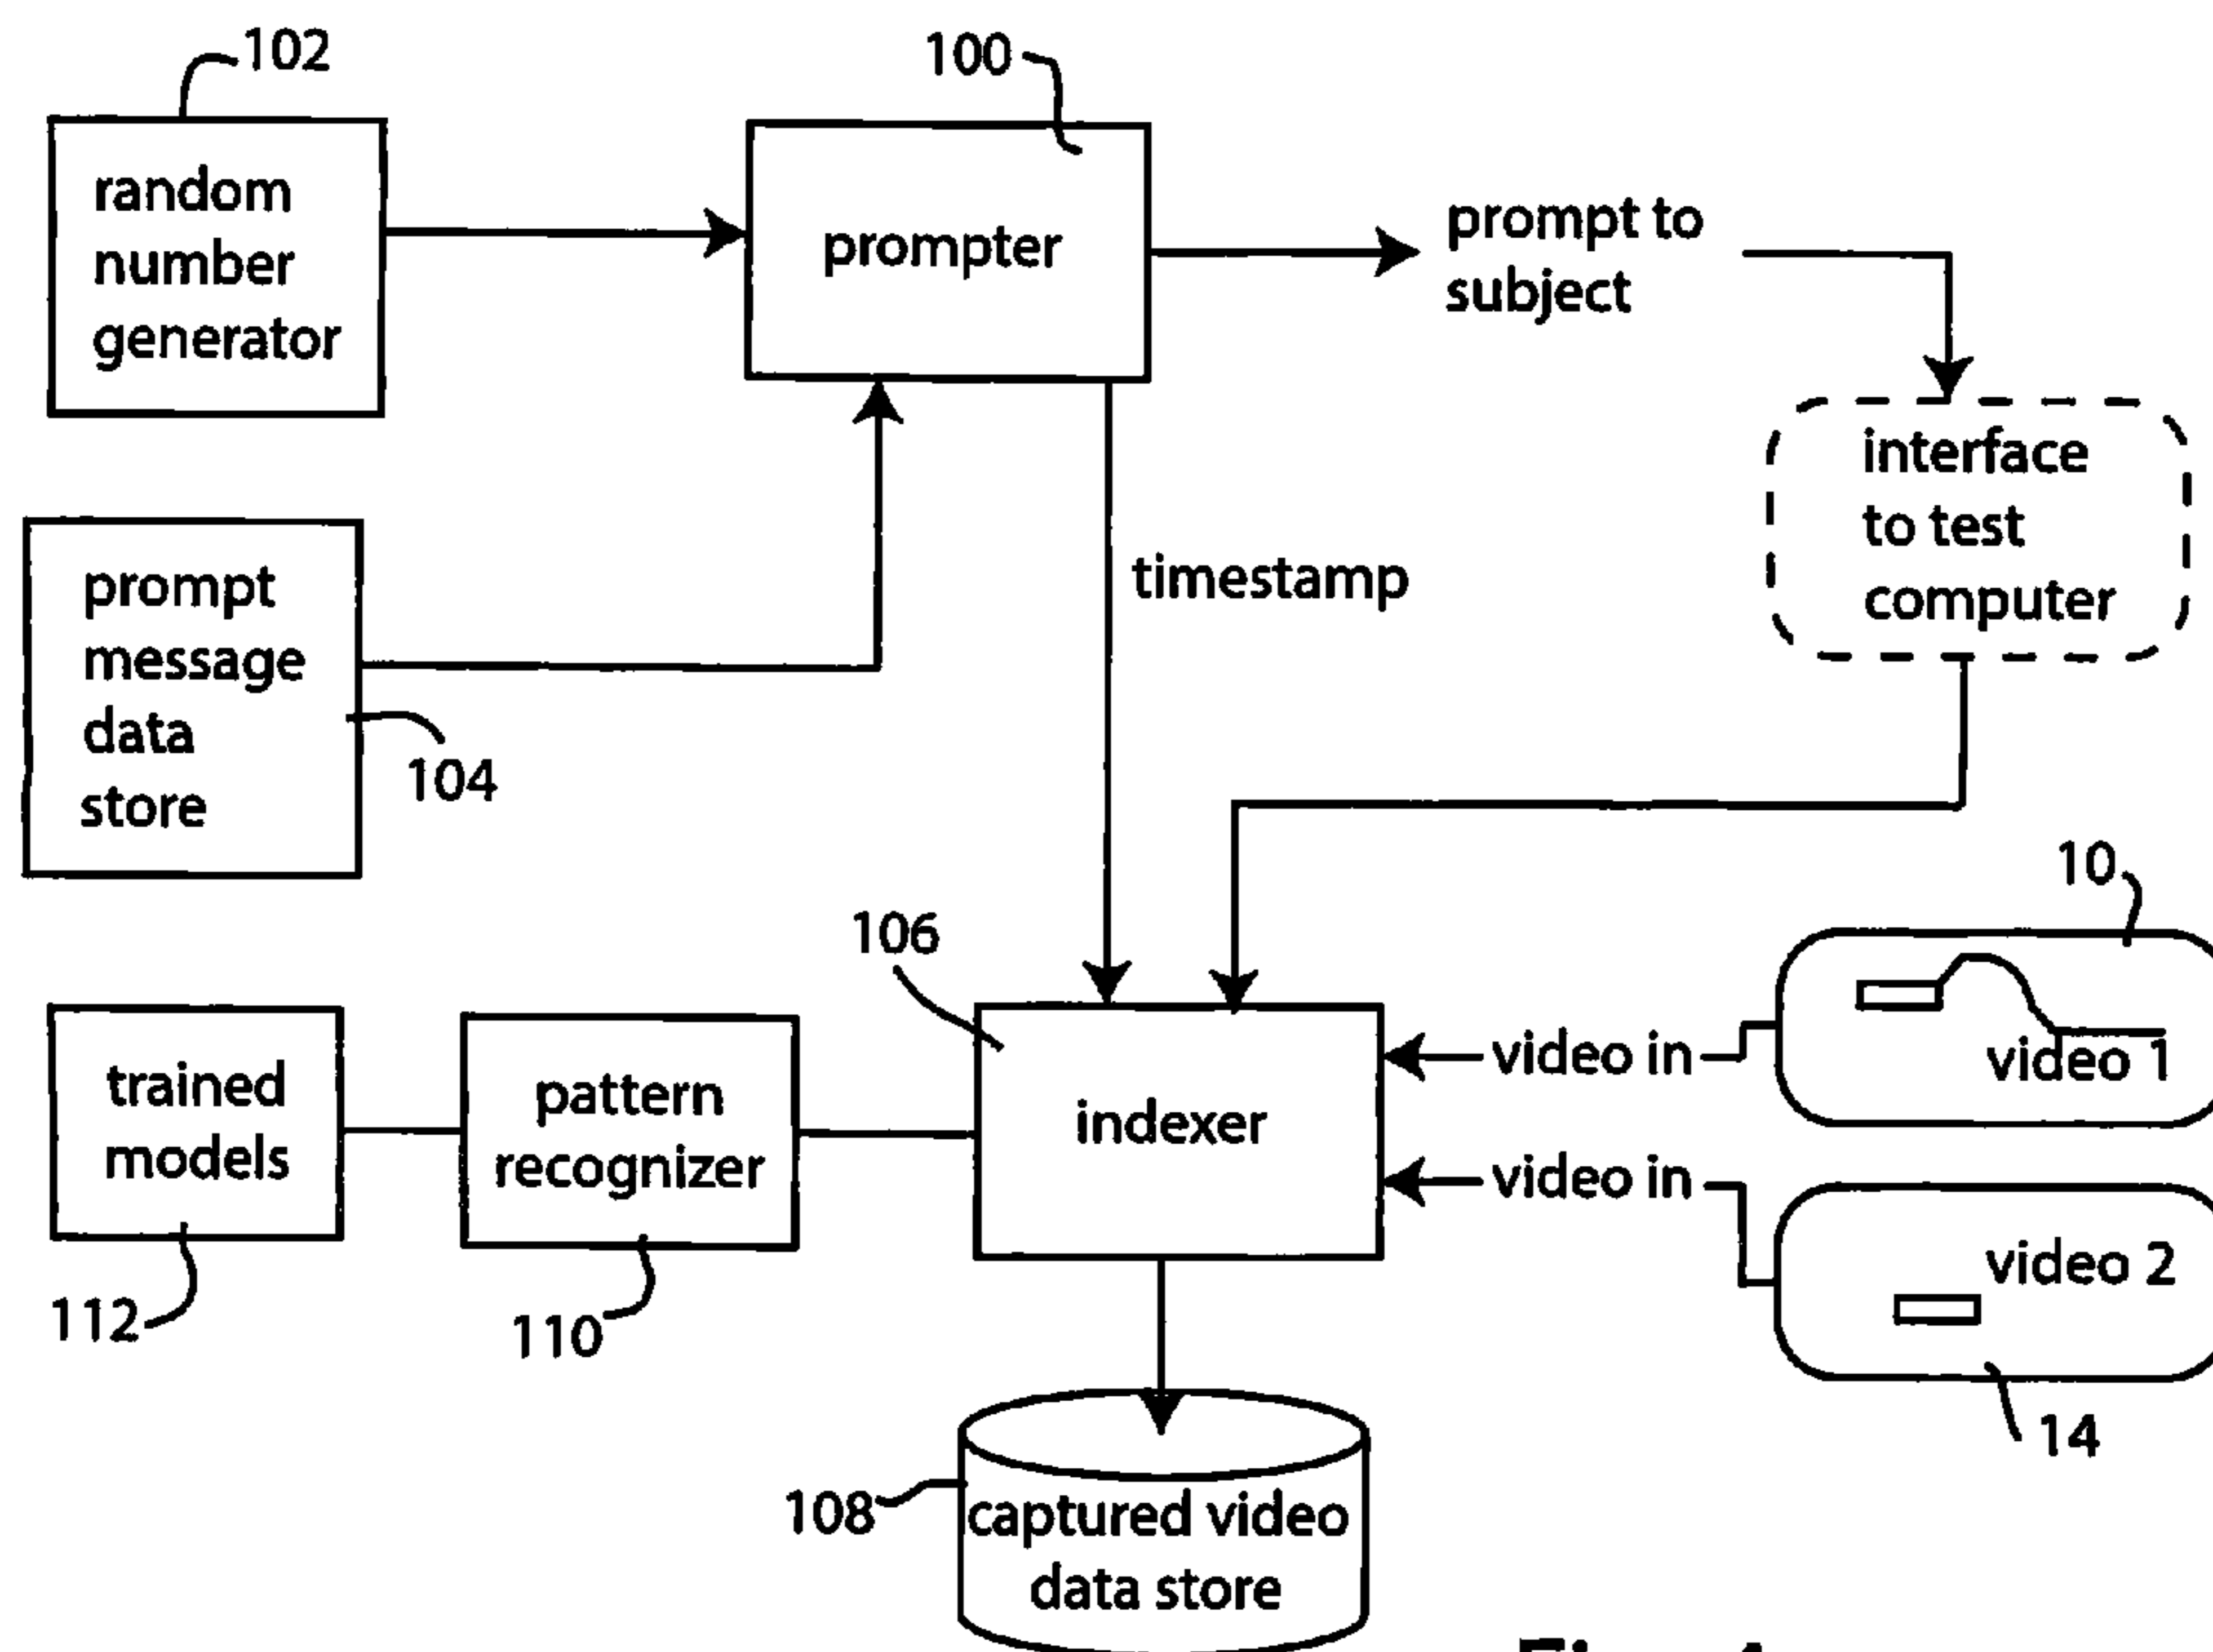 102
100
random
number
generator
prompter
prompt to
subject
interface
to test
computer
timestamp
prompt
message
data
store
104
10
106
video in
video 1
trained
models
pattern
recognizer
indexer
video in
video 2
112
110
14
108
captured video
data store